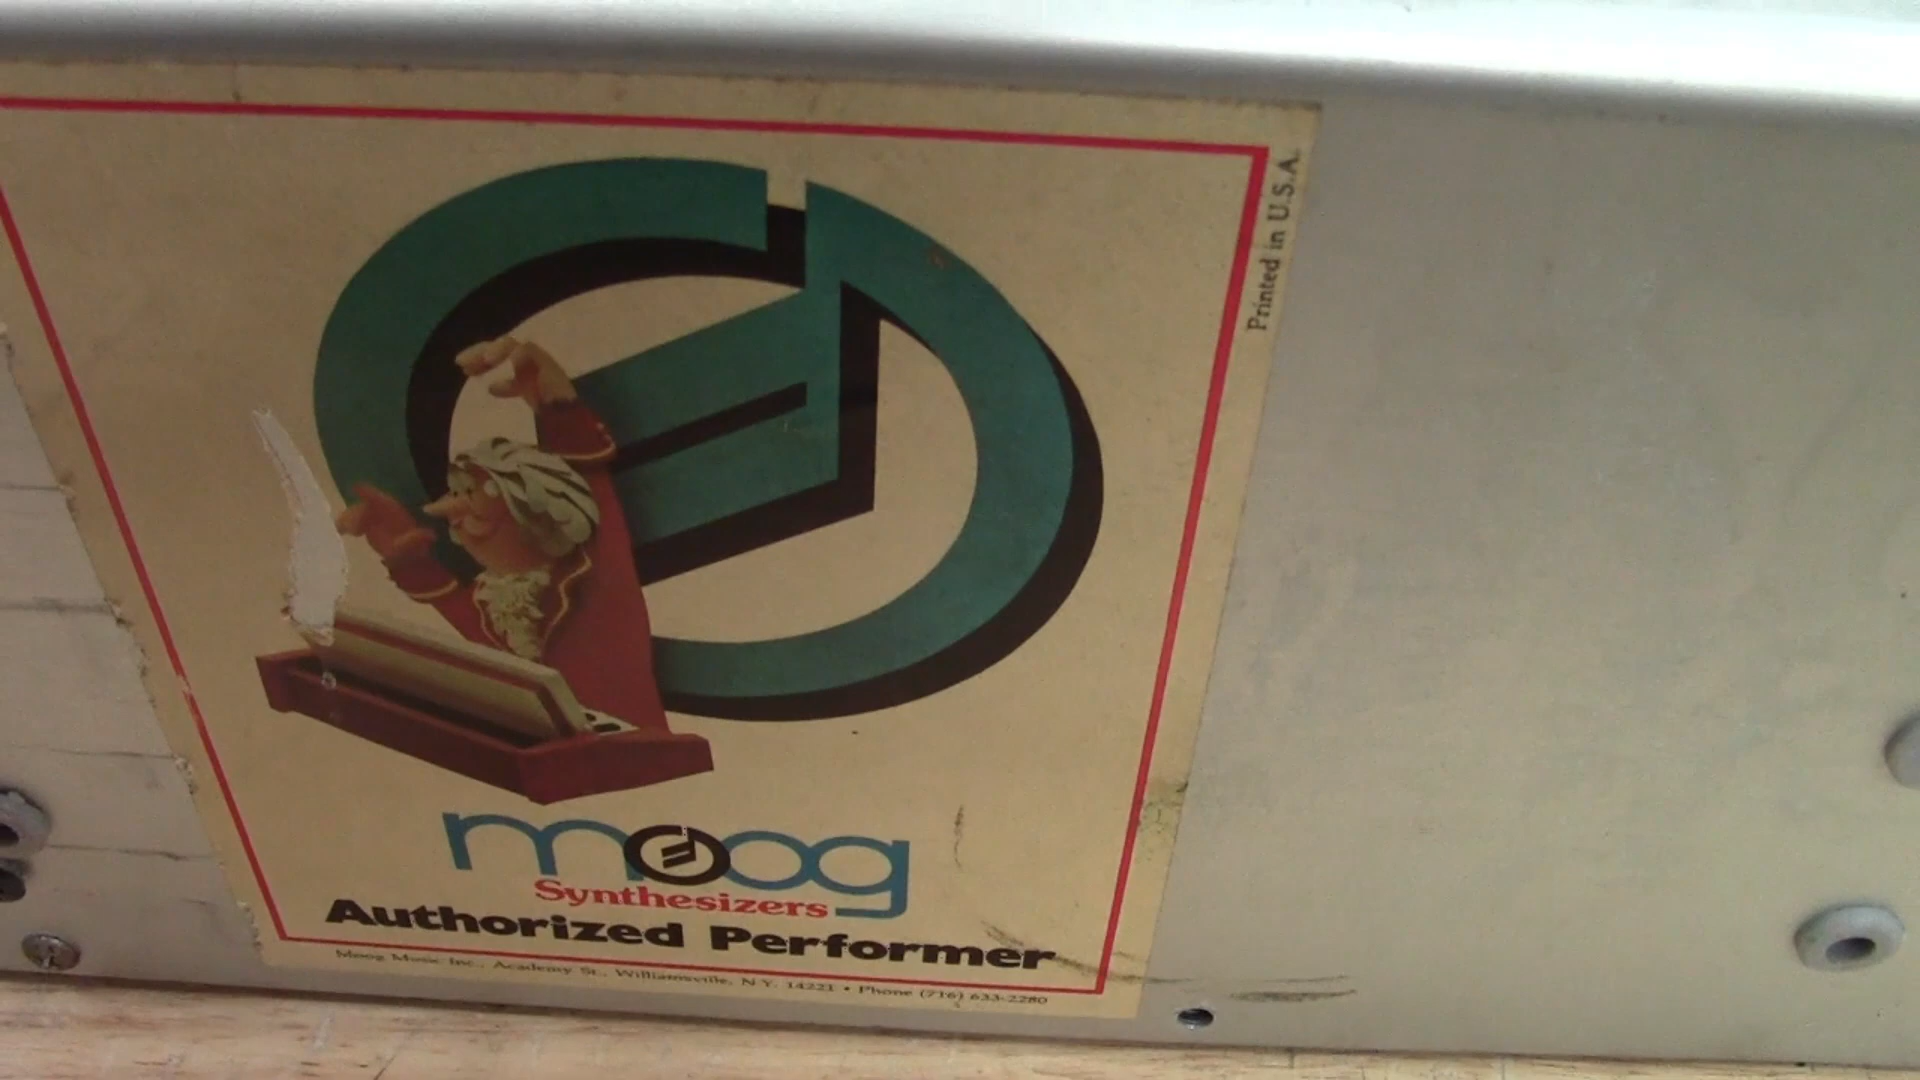 Printed in U.S.A.
moog
Synthesizers
Authorized Performer
Moog Music Inc., Academy St., Williamsville, N.Y. 14221 • Phone (716) 633-2280